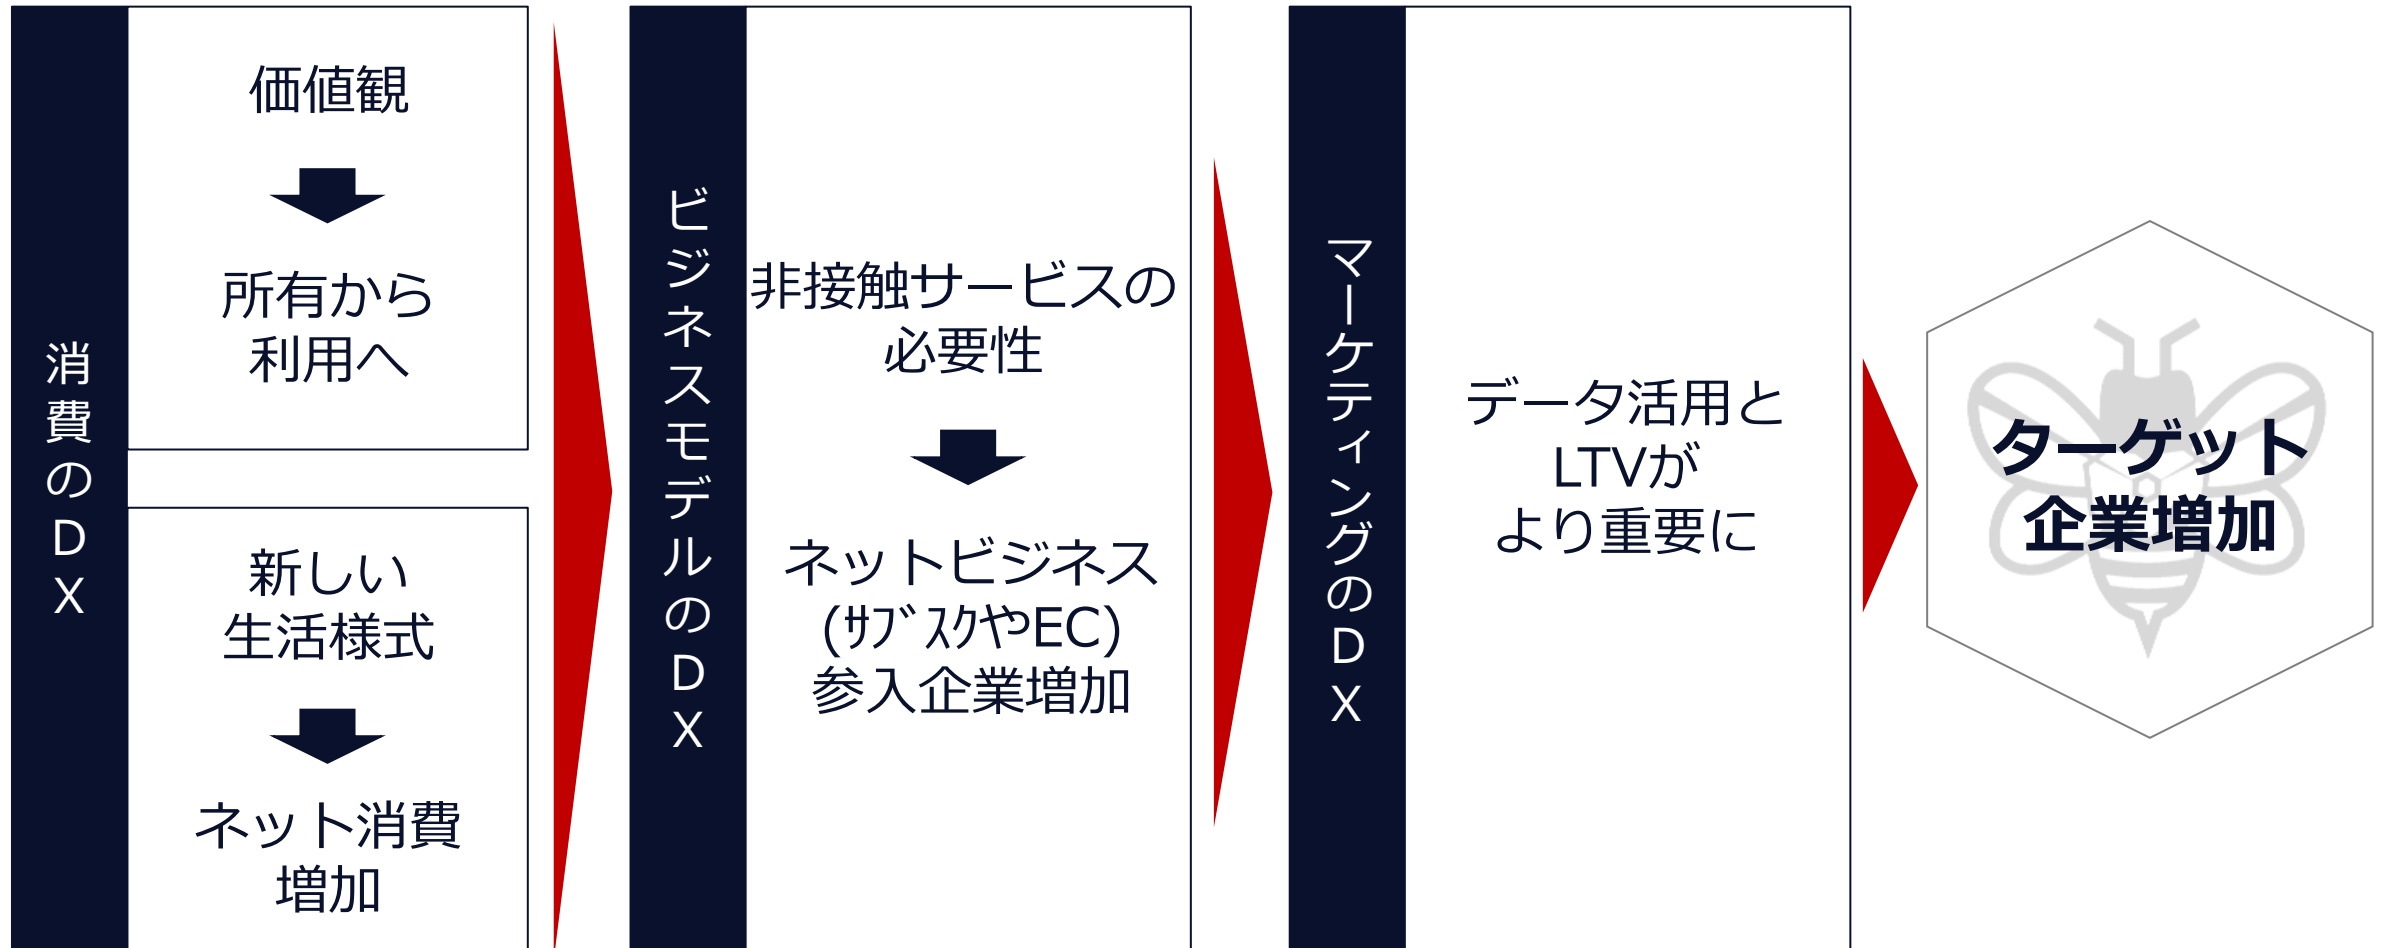 消費のDX
価値観
所有から
利用へ
新しい
生活様式
ネット消費
増加
ビジネスモデルのDX
非接触サービスの
必要性
ネットビジネス
(ｻﾌﾞｽｸやEC)
参入企業増加
マーケティングのDX
データ活用と
LTVが
より重要に
ターゲット
企業増加